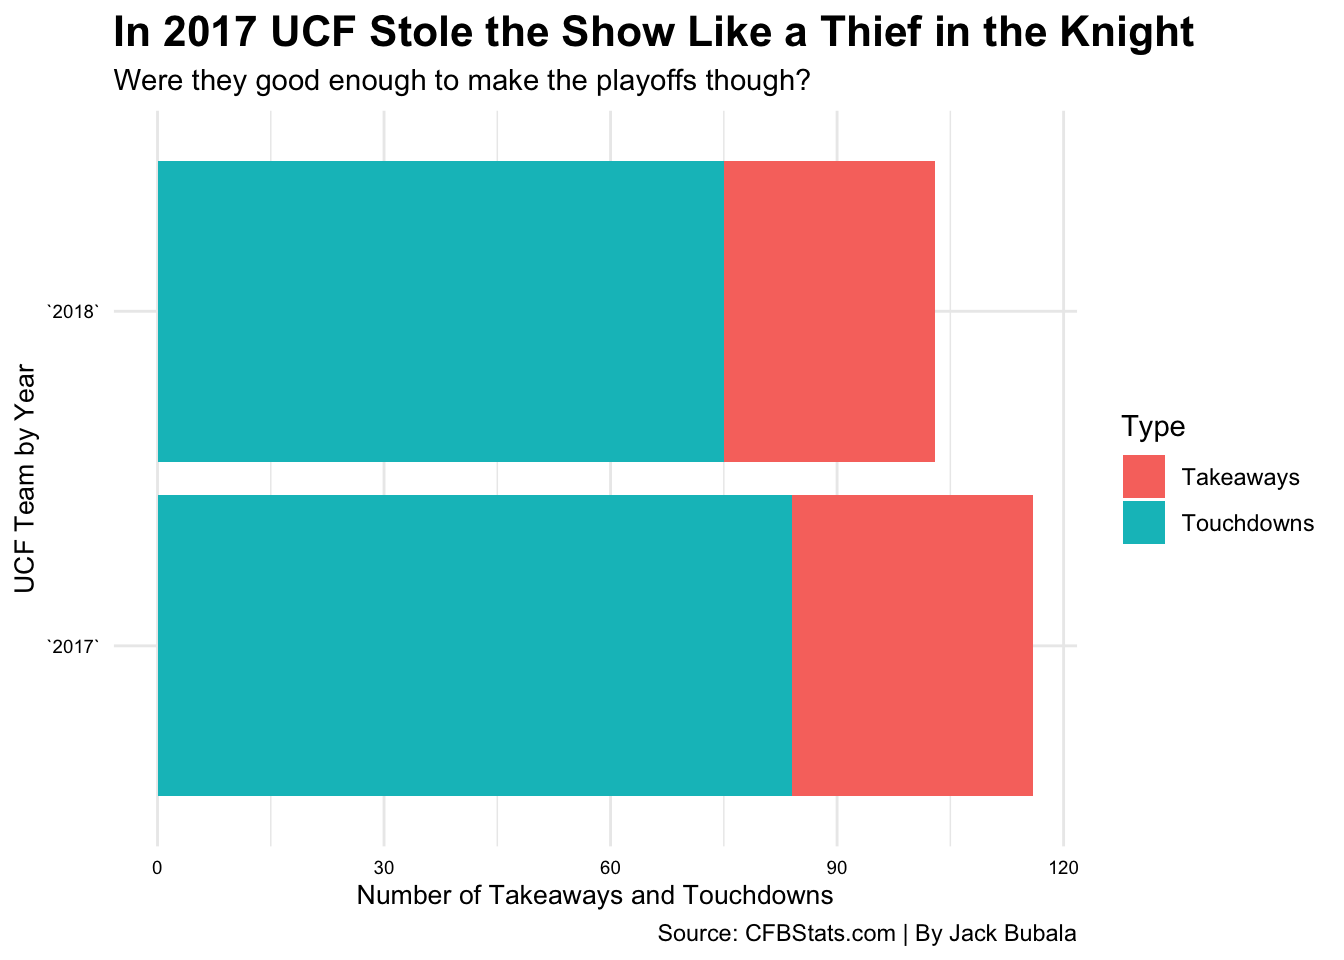 In 2017 UCF Stole the Show Like a Thief in the Knight
Were they good enough to make the playoffs though?
UCF Team by Year
`2018`
`2017`
0 30 60 90 120
Number of Takeaways and Touchdowns
Type
Takeaways
Touchdowns
Source: CFBStats.com | By Jack Bubala